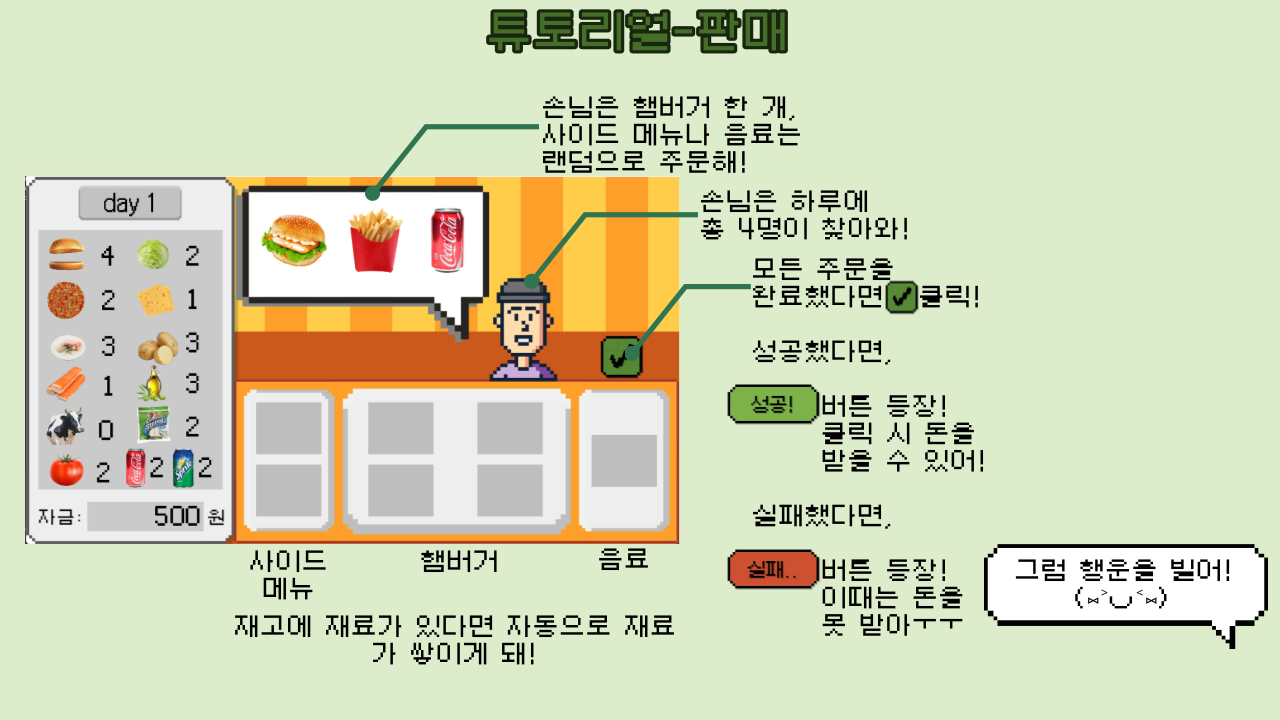 튜토리얼-판매
손님은 햄버거 한 개,
사이드 메뉴나 음료는
랜덤으로 주문해!
손님은 하루에
총 4명이 찾아와!
모든 주문을
완료했다면 클릭!
성공했다면,
성공!
버튼 등장!
클릭 시 돈을
받을 수 있어!
실패했다면,
실패..
버튼 등장!
이때는 돈을
못 받아ㅜㅜ
그럼 행운을 빌어!
(⋈˃◡˂⋈)
day 1
4 2
2 1
3 3
1 3
0 2
2 2 2
자금: 500 원
Coca-Cola
Coca-Cola
Sprite
사이드
메뉴
햄버거
음료
재고에 재료가 있다면 자동으로 재료
가 쌓이게 돼!